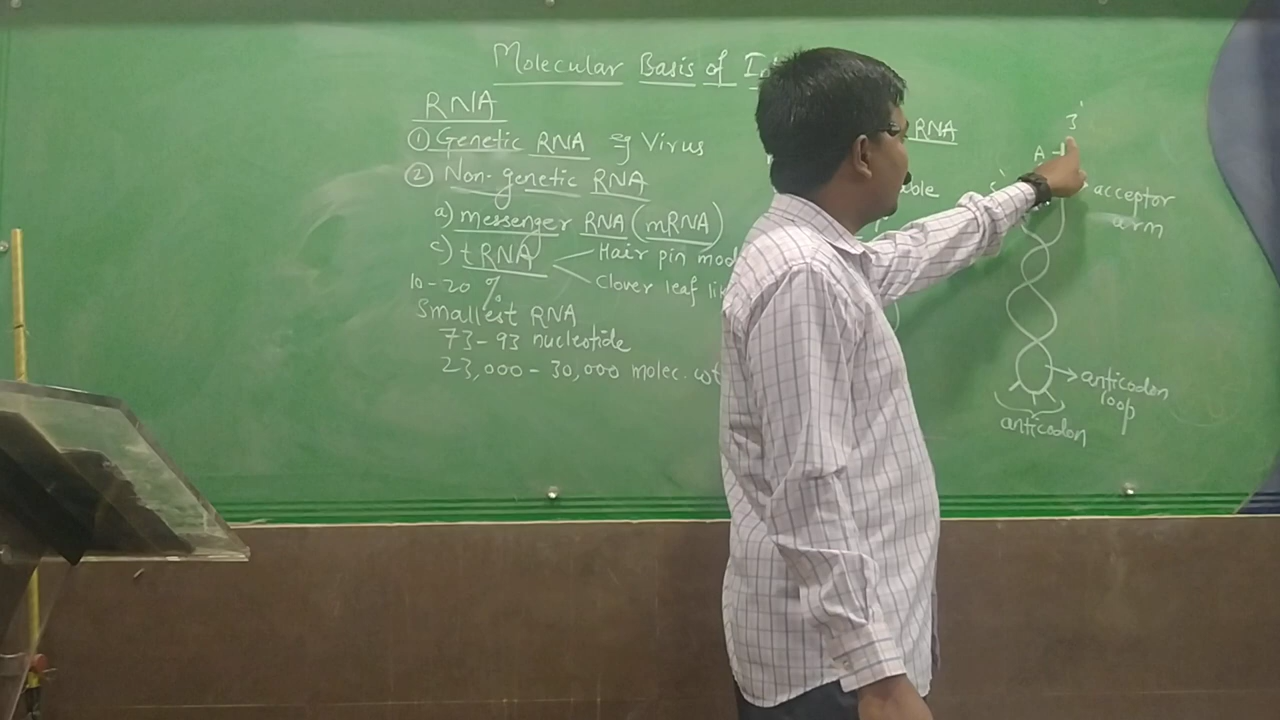 Molecular Basis of
RNA
① Genetic RNA eg Virus
② Non-genetic RNA
a) messenger RNA (mRNA)
c) tRNA Hair pin
Clover leaf
10-20 %
Smallest RNA
73-93 nucleotide
23,000 - 30,000 molec. wt
RNA
3'
A
5'
acceptor
arm
anticodon
loop
anticodon